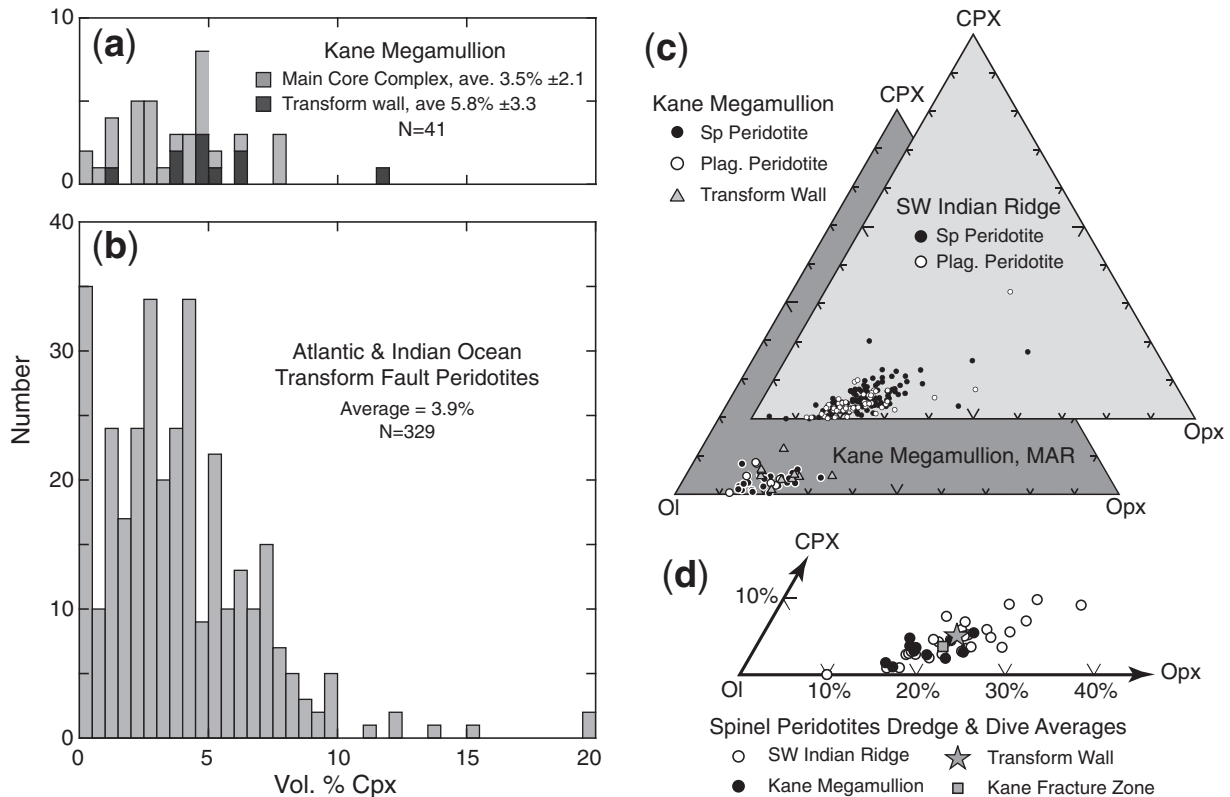 10
(a)
Kane Megamullion
Main Core Complex, ave. 3.5% ±2.1
Transform wall, ave 5.8% ±3.3
N=41
0
40
(b)
30
20
10
0
Number
Atlantic & Indian Ocean
Transform Fault Peridotites
Average = 3.9%
N=329
0 5 10 15 20
Vol. % Cpx
(c)
CPX
CPX
Kane Megamullion
Sp Peridotite
Plag. Peridotite
Transform Wall
SW Indian Ridge
Sp Peridotite
Plag. Peridotite
Opx
Kane Megamullion, MAR
Ol
Opx
(d)
CPX
10%
Ol
10% 20% 30% 40%
Opx
Spinel Peridotites Dredge & Dive Averages
SW Indian Ridge
Transform Wall
Kane Megamullion
Kane Fracture Zone